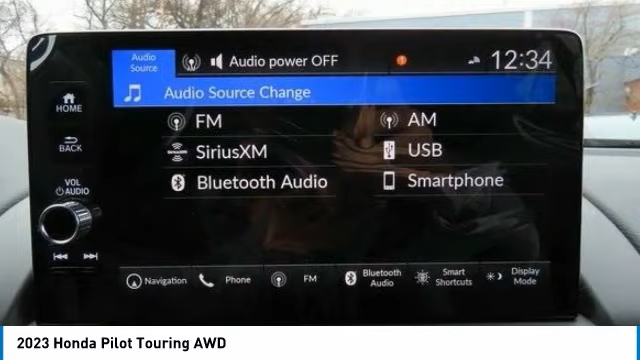 Audio
Source
Audio power OFF
12:34
Audio Source Change
HOME
FM
AM
BACK
SiriusXM
USB
VOL
AUDIO
Bluetooth Audio
Smartphone
Navigation
Phone
FM
Bluetooth
Audio
Smart
Shortcuts
Display
Mode
2023 Honda Pilot Touring AWD